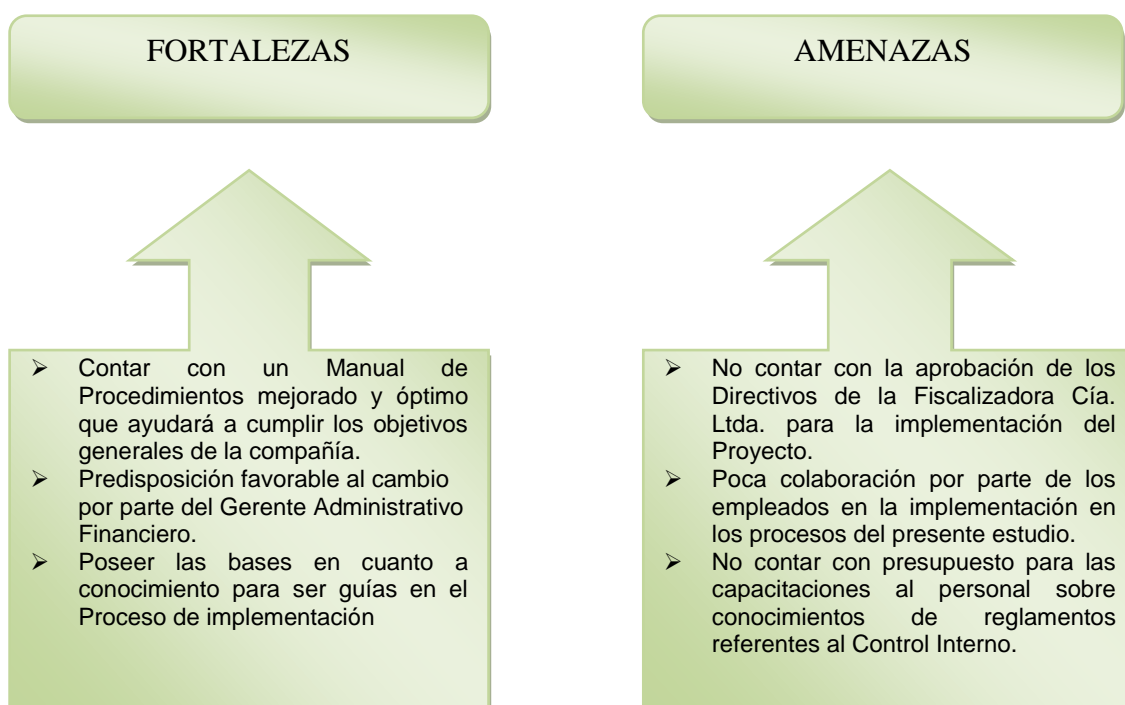 FORTALEZAS
➢ Contar con un Manual de
Procedimientos mejorado y óptimo
que ayudará a cumplir los objetivos
generales de la compañía.
➢ Predisposición favorable al cambio
por parte del Gerente Administrativo
Financiero.
➢ Poseer las bases en cuanto a
conocimiento para ser guías en el
Proceso de implementación
AMENAZAS
➢ No contar con la aprobación de los
Directivos de la Fiscalizadora Cía.
Ltda. para la implementación del
Proyecto.
➢ Poca colaboración por parte de los
empleados en la implementación en
los procesos del presente estudio.
➢ No contar con presupuesto para las
capacitaciones al personal sobre
conocimientos de reglamentos
referentes al Control Interno.